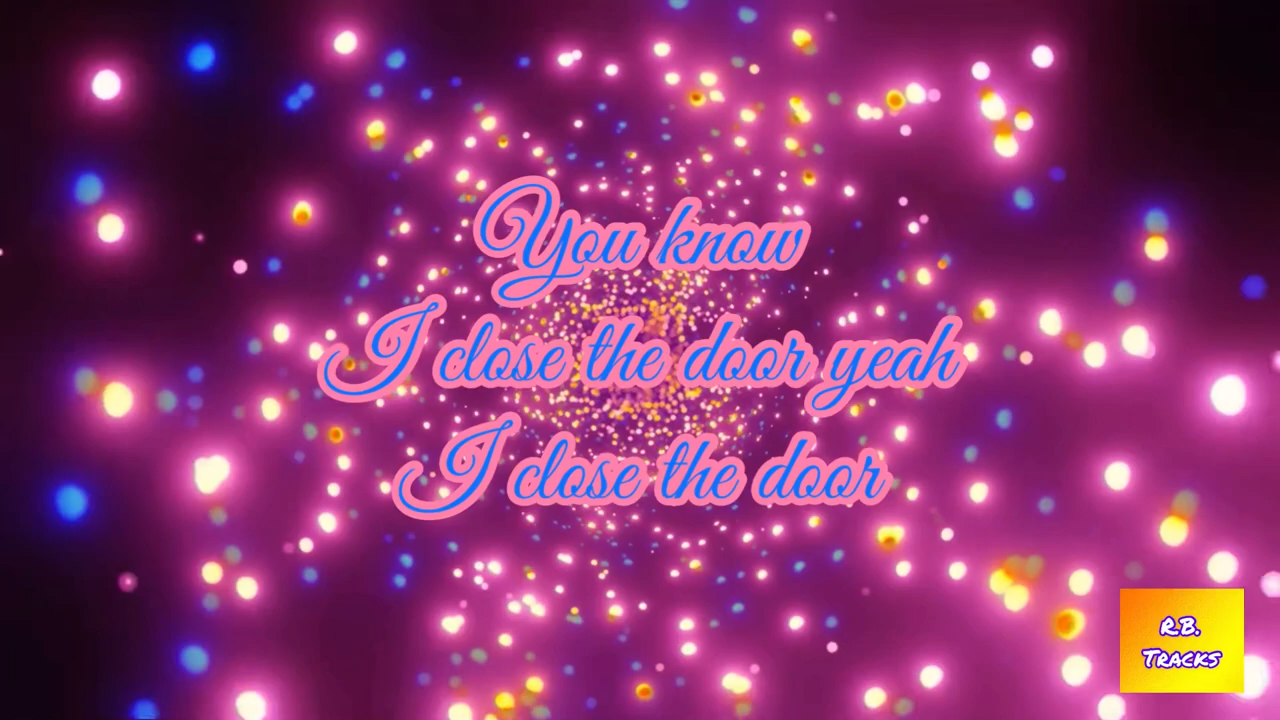 You know
I close the door yeah
I close the door
R.B.
Tracks